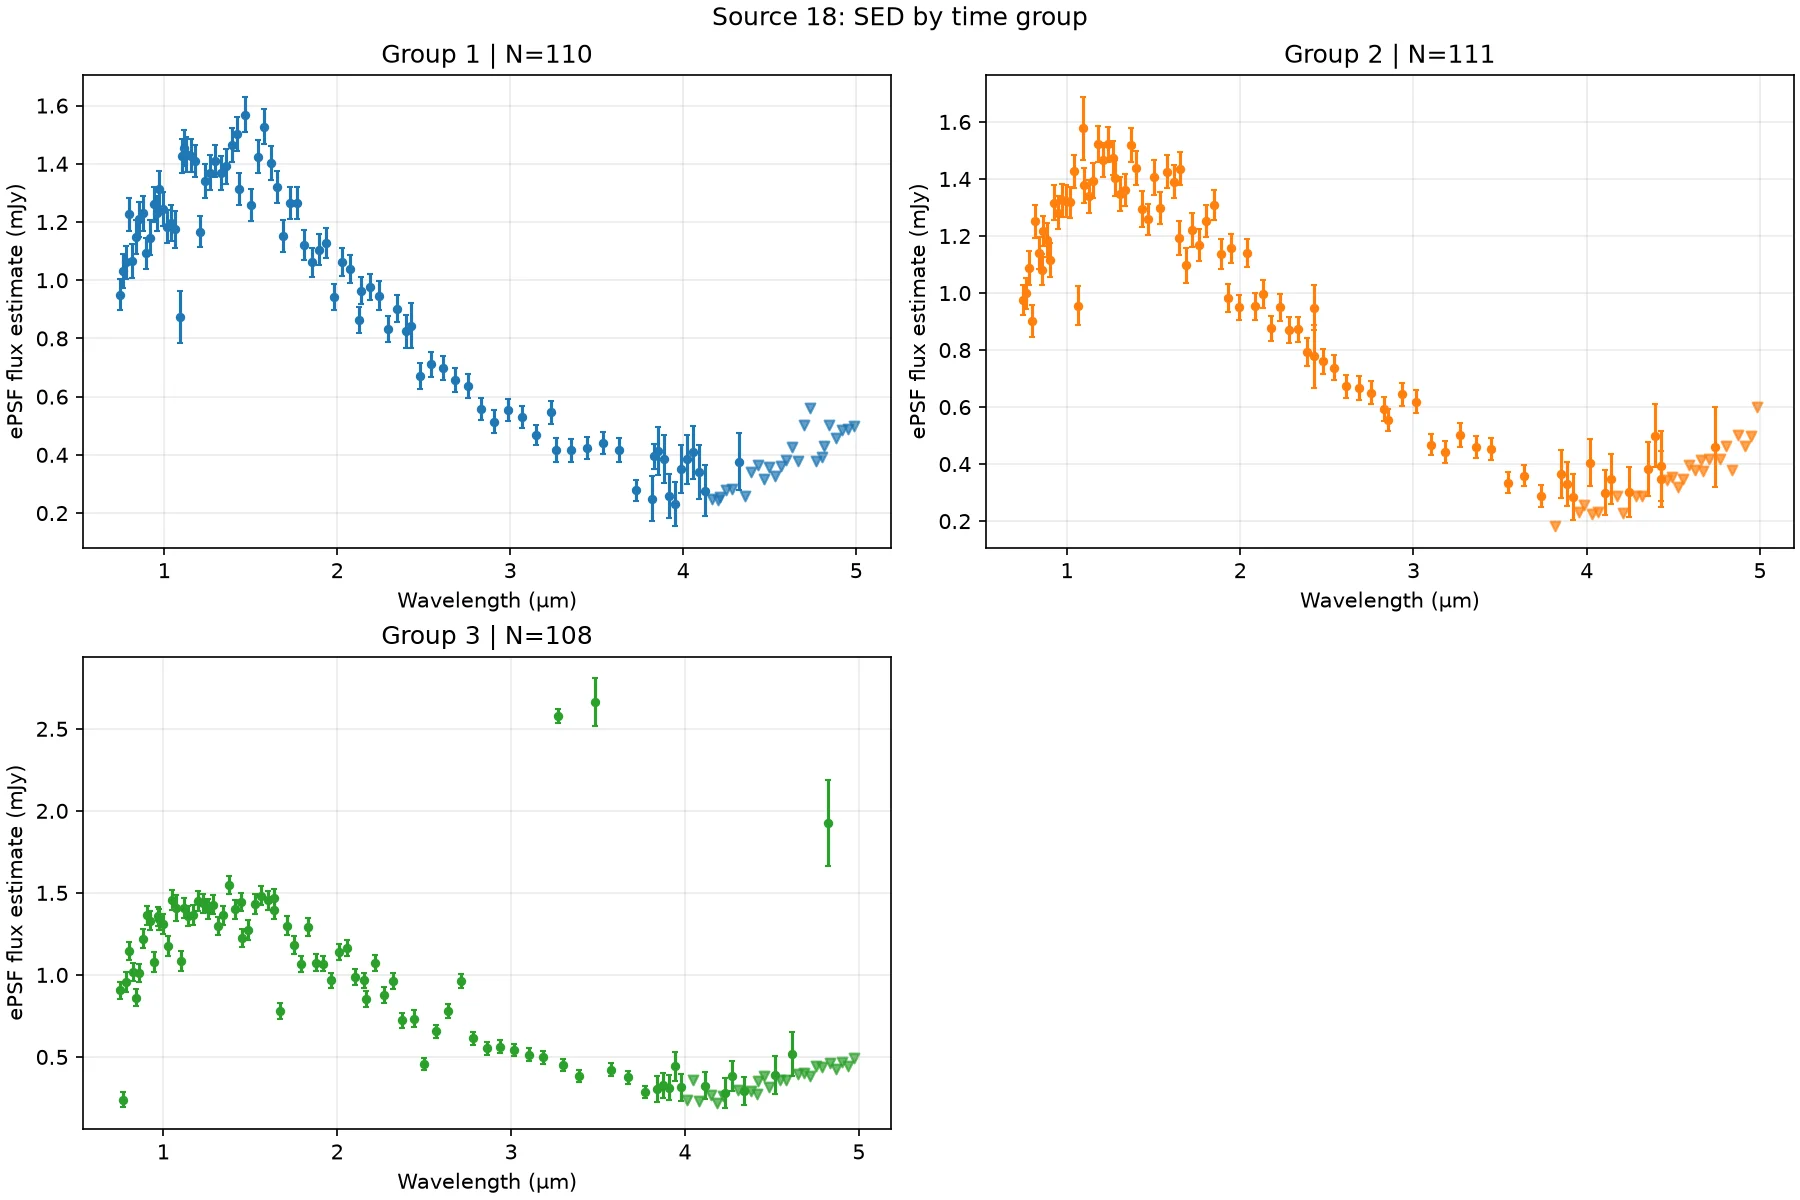 Source 18: SED by time group
Group 1 | N=110
ePSF flux estimate (mJy)
1.6
1.4
1.2
1.0
0.8
0.6
0.4
0.2
1 2 3 4 5
Wavelength (µm)
Group 2 | N=111
ePSF flux estimate (mJy)
1.6
1.4
1.2
1.0
0.8
0.6
0.4
0.2
1 2 3 4 5
Wavelength (µm)
Group 3 | N=108
ePSF flux estimate (mJy)
2.5
2.0
1.5
1.0
0.5
1 2 3 4 5
Wavelength (µm)